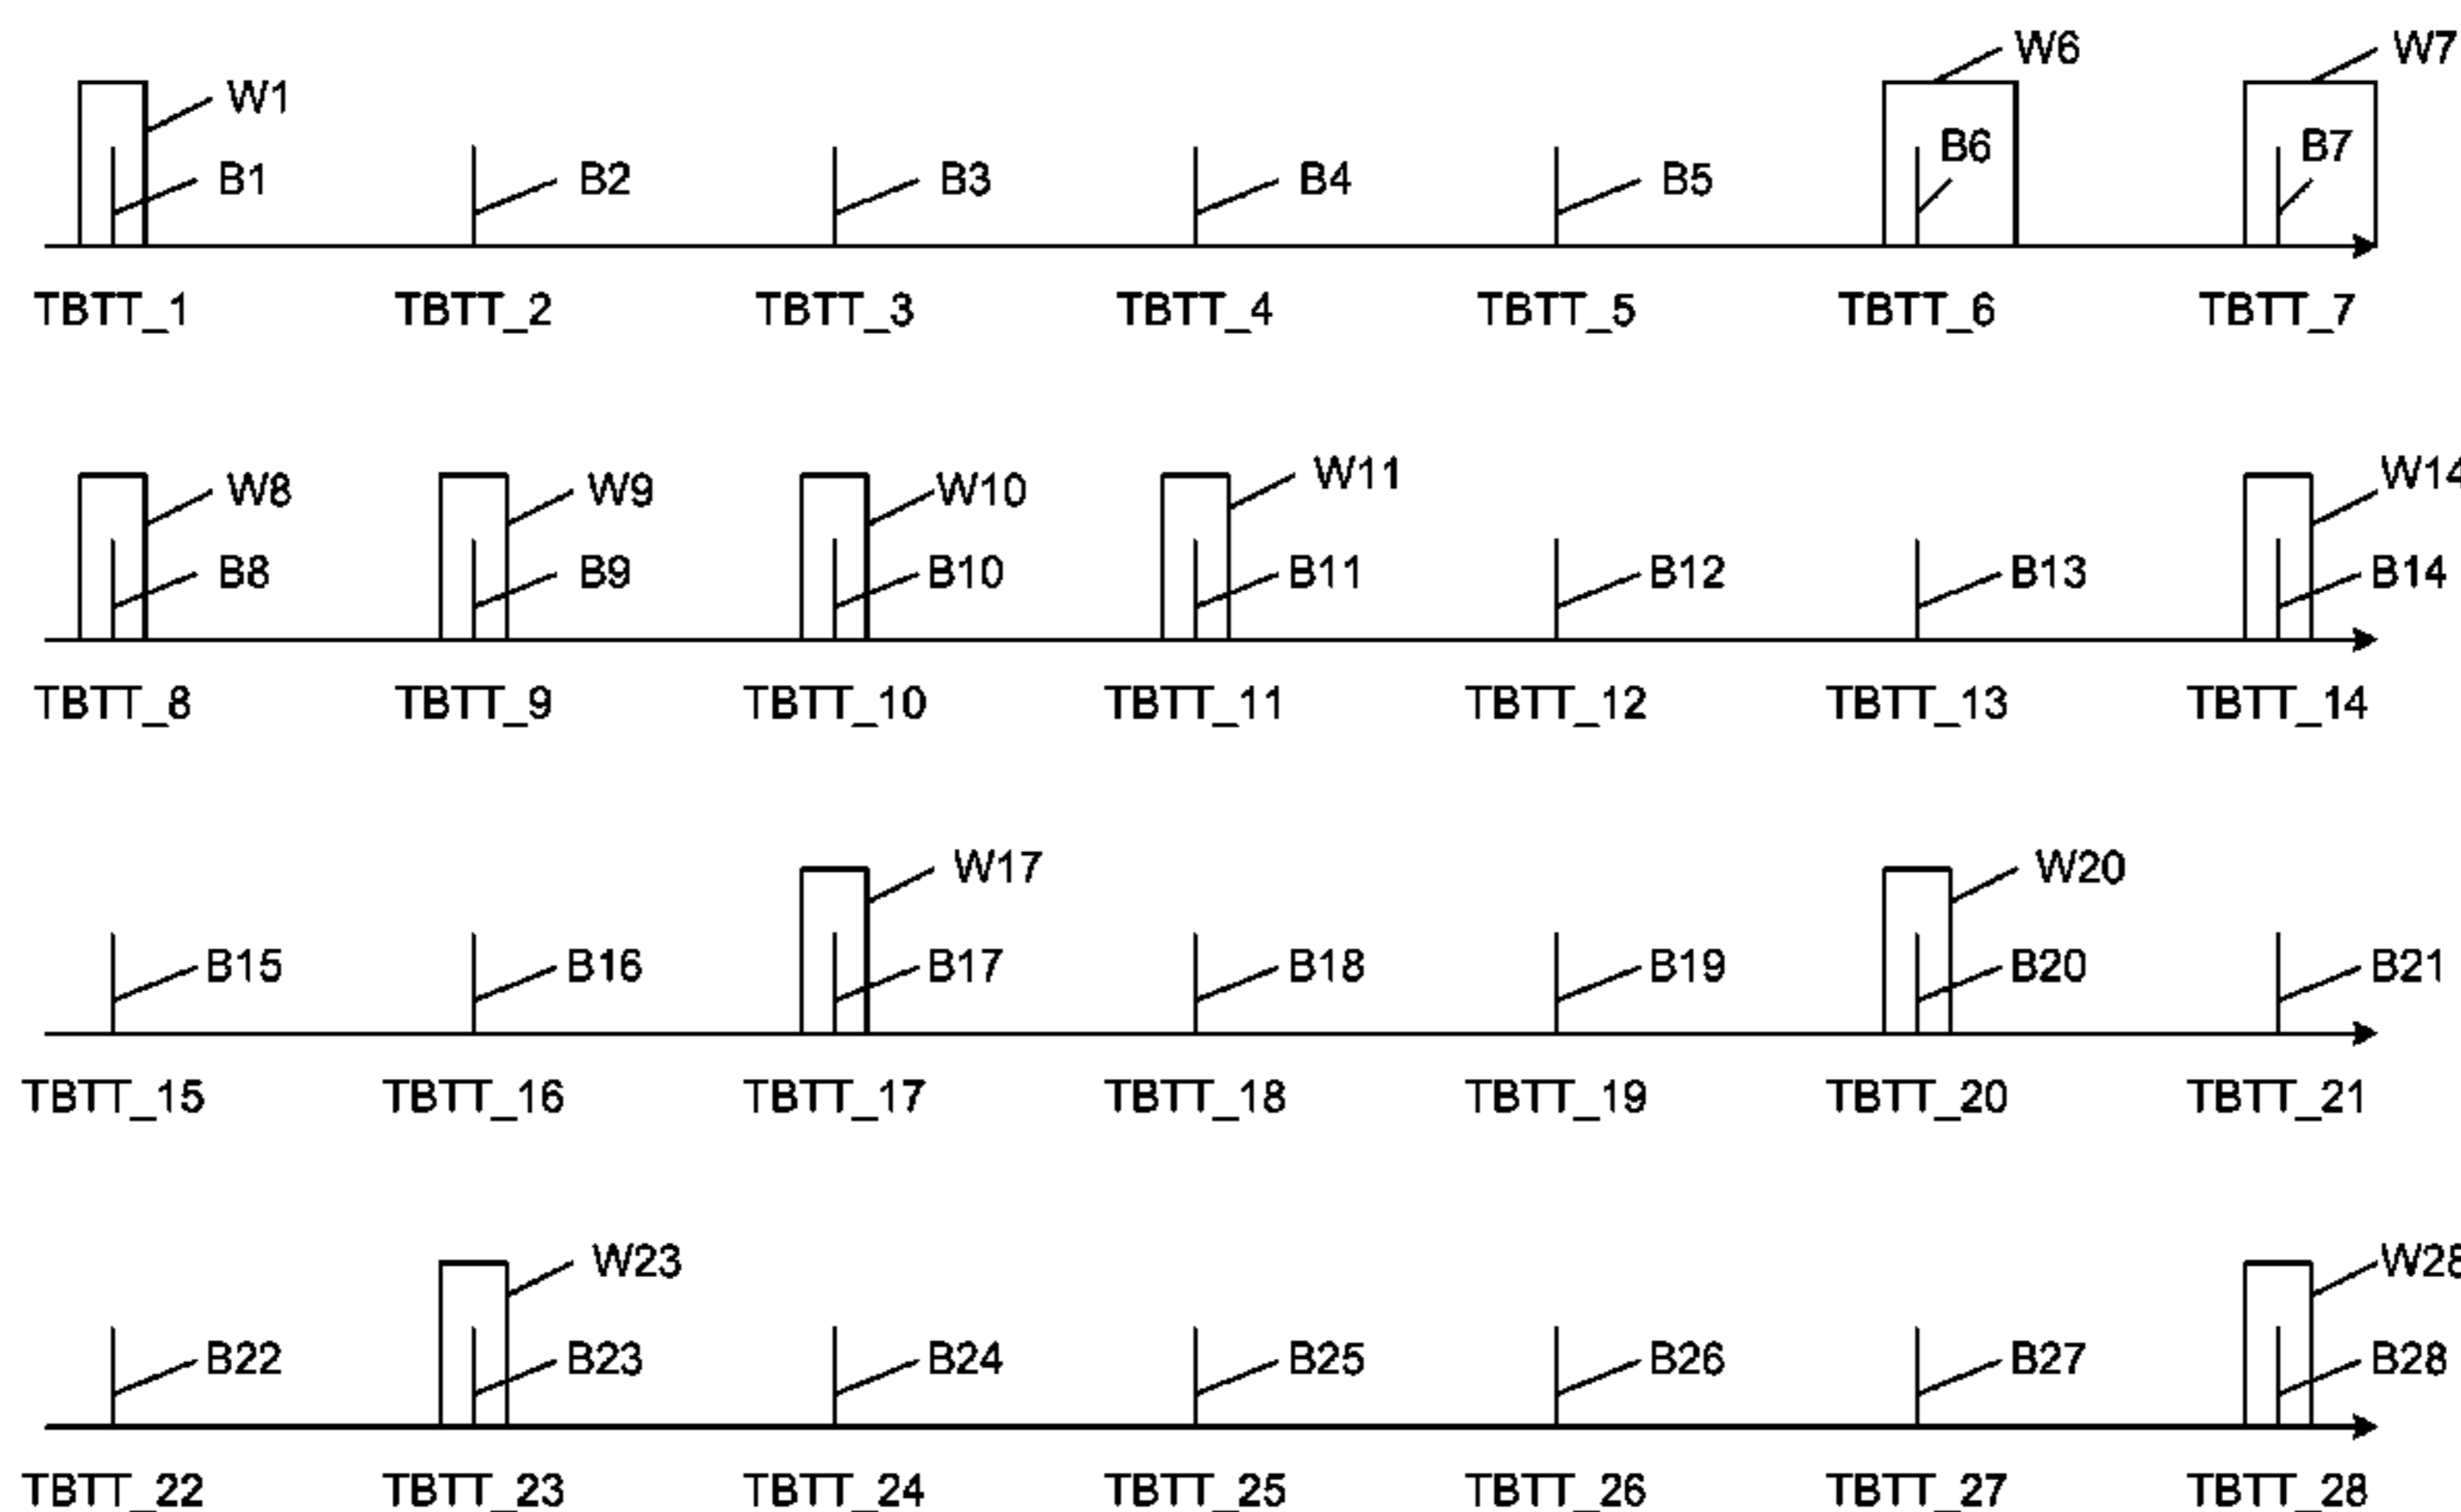 W1 W6 W7
B1 B2 B3 B4 B5 B6 B7
TBTT_1 TBTT_2 TBTT_3 TBTT_4 TBTT_5 TBTT_6 TBTT_7
W8 W9 W10 W11 W14
B8 B9 B10 B11 B12 B13 B14
TBTT_8 TBTT_9 TBTT_10 TBTT_11 TBTT_12 TBTT_13 TBTT_14
W17 W20
B15 B16 B17 B18 B19 B20 B21
TBTT_15 TBTT_16 TBTT_17 TBTT_18 TBTT_19 TBTT_20 TBTT_21
W23 W28
B22 B23 B24 B25 B26 B27 B28
TBTT_22 TBTT_23 TBTT_24 TBTT_25 TBTT_26 TBTT_27 TBTT_28